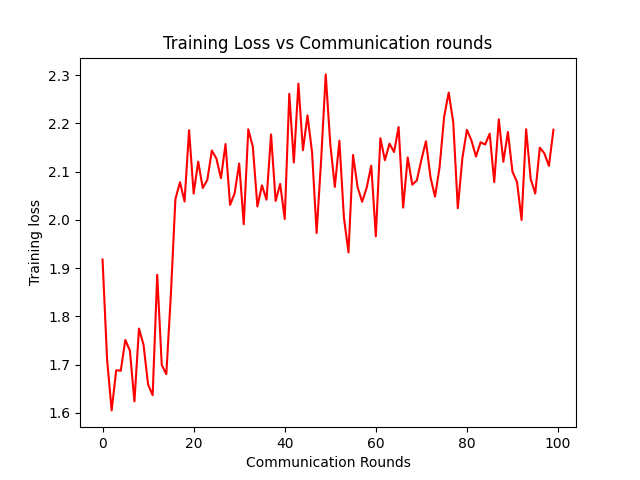 Training Loss vs Communication rounds
Training loss
2.3
2.2
2.1
2.0
1.9
1.8
1.7
1.6
0 20 40 60 80 100
Communication Rounds